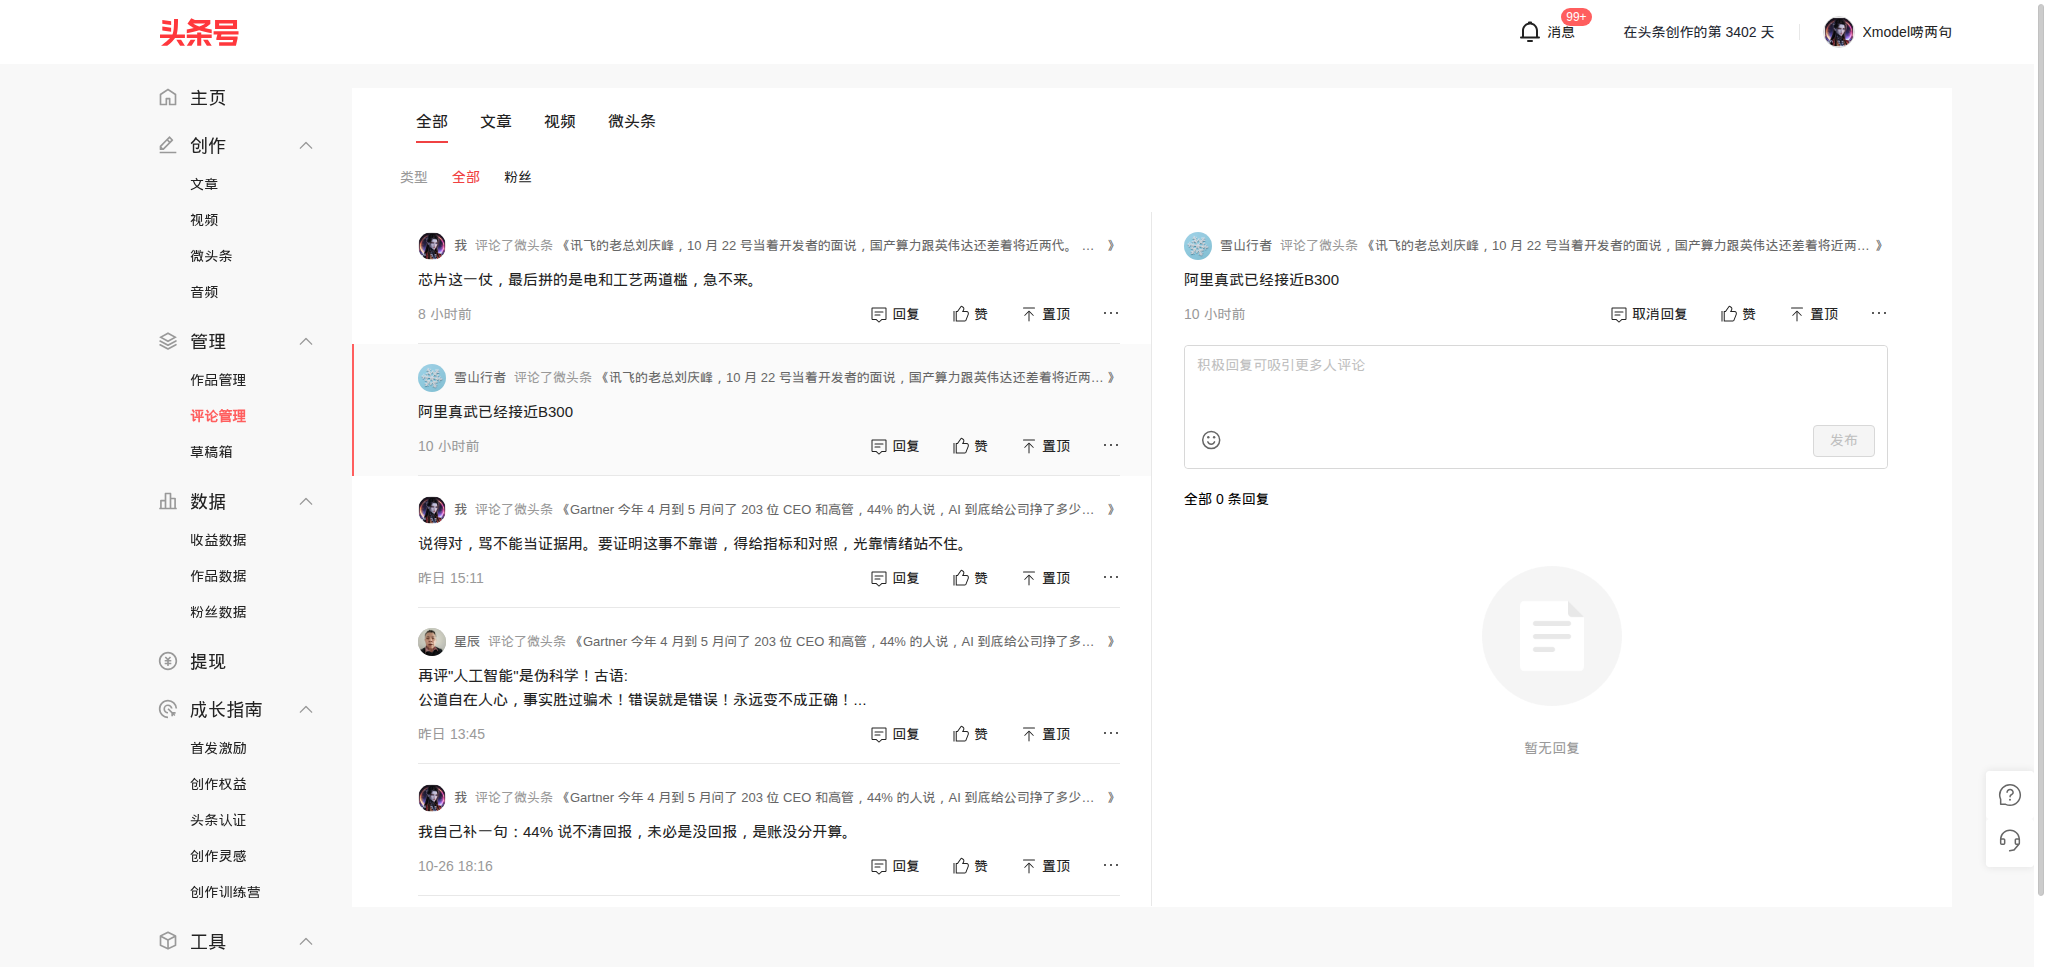 头条号
99+
消息
在头条创作的第 3402 天
Xmodel唠两句
主页
创作
文章
视频
微头条
音频
管理
作品管理
评论管理
草稿箱
数据
收益数据
作品数据
粉丝数据
提现
成长指南
首发激励
创作权益
头条认证
创作灵感
创作训练营
工具
全部 文章 视频 微头条
类型 全部 粉丝
我 评论了微头条 《讯飞的老总刘庆峰，10 月 22 号当着开发者的面说，国产算力跟英伟达还差着将近两代。 … 》
芯片这一仗，最后拼的是电和工艺两道槛，急不来。
8 小时前 回复 赞 置顶 ···
雪山行者 评论了微头条 《讯飞的老总刘庆峰，10 月 22 号当着开发者的面说，国产算力跟英伟达还差着将近两… 》
阿里真武已经接近B300
10 小时前 回复 赞 置顶 ···
我 评论了微头条 《Gartner 今年 4 月到 5 月问了 203 位 CEO 和高管，44% 的人说，AI 到底给公司挣了多少… 》
说得对，骂不能当证据用。要证明这事不靠谱，得给指标和对照，光靠情绪站不住。
昨日 15:11 回复 赞 置顶 ···
星辰 评论了微头条 《Gartner 今年 4 月到 5 月问了 203 位 CEO 和高管，44% 的人说，AI 到底给公司挣了多… 》
再评"人工智能"是伪科学！古语:
公道自在人心，事实胜过骗术！错误就是错误！永远变不成正确！...
昨日 13:45 回复 赞 置顶 ···
我 评论了微头条 《Gartner 今年 4 月到 5 月问了 203 位 CEO 和高管，44% 的人说，AI 到底给公司挣了多少… 》
我自己补一句：44% 说不清回报，未必是没回报，是账没分开算。
10-26 18:16 回复 赞 置顶 ···
雪山行者 评论了微头条 《讯飞的老总刘庆峰，10 月 22 号当着开发者的面说，国产算力跟英伟达还差着将近两… 》
阿里真武已经接近B300
10 小时前 取消回复 赞 置顶 ···
积极回复可吸引更多人评论
发布
全部 0 条回复
暂无回复